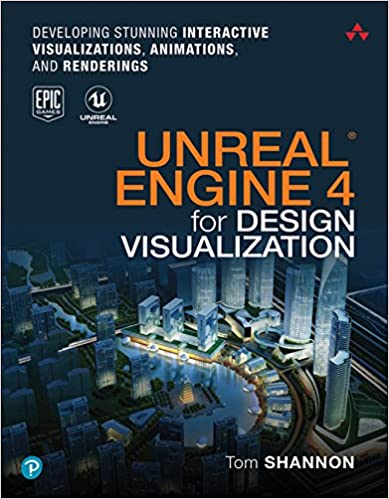 DEVELOPING STUNNING INTERACTIVE
VISUALIZATIONS, ANIMATIONS,
AND RENDERINGS
EPIC
GAMES
UNREAL
ENGINE
UNREAL®
ENGINE 4
for DESIGN
VISUALIZATION
Tom SHANNON
P